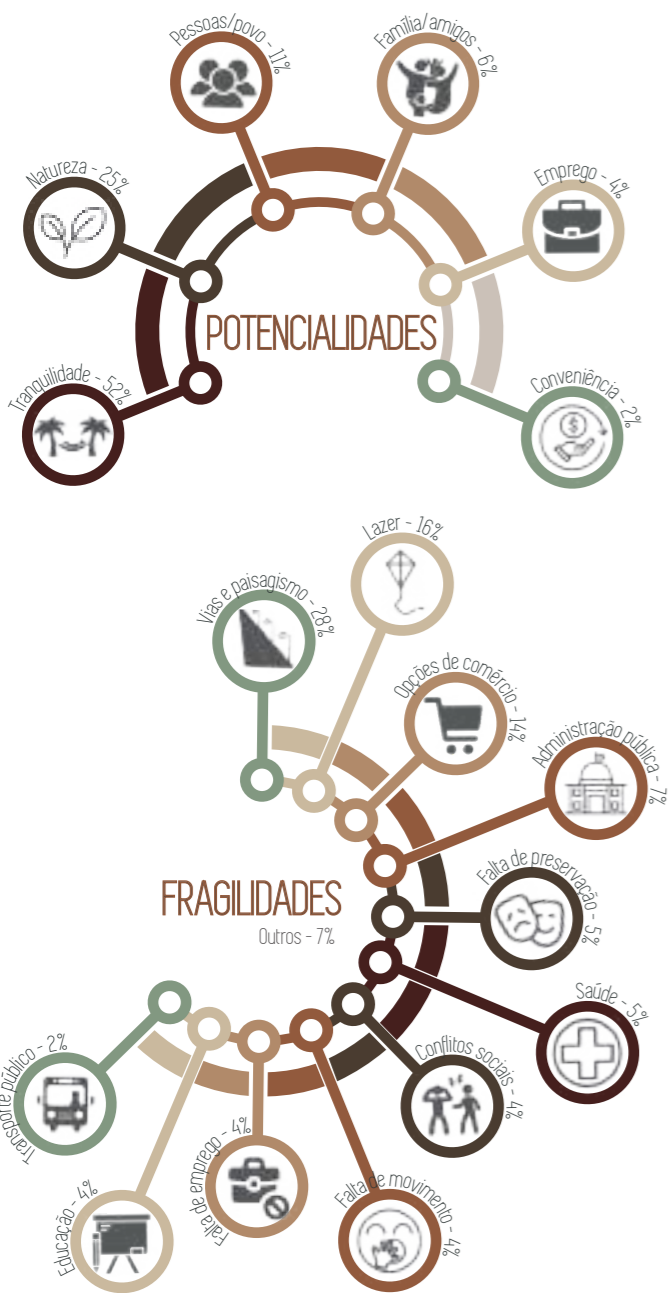 Pessoas/povo - 11%
Família/amigos - 6%
Natureza - 25%
Emprego - 4%
POTENCIALIDADES
Tranquilidade - 52%
Conveniência - 2%
$
Lazer - 16%
Vias e paisagismo - 28%
Opções de comércio - 14%
Administração pública - 7%
Falta de preservação - 5%
FRAGILIDADES
Outros - 7%
Saúde - 5%
Transporte público - 2%
Conflitos sociais - 4%
Falta de emprego - 4%
Educação - 4%
Falta de movimento - 4%